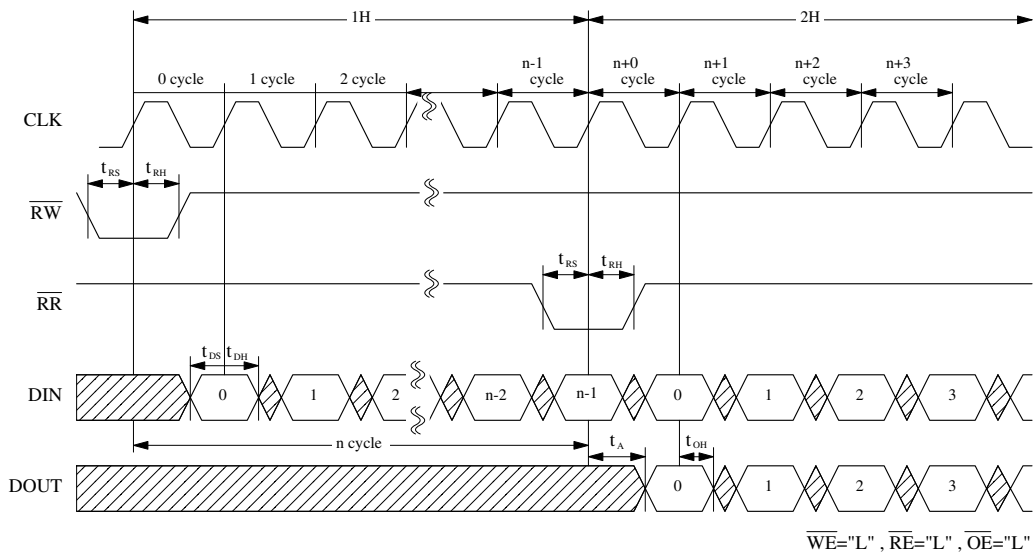 1H 2H
0 cycle 1 cycle 2 cycle n-1 cycle n+0 cycle n+1 cycle n+2 cycle n+3 cycle
CLK
tRS tRH
RW
tRS tRH
RR
tDS tDH
DIN 0 1 2 n-2 n-1 0 1 2 3
n cycle tA tOH
DOUT 0 1 2 3
WE="L" , RE="L" , OE="L"